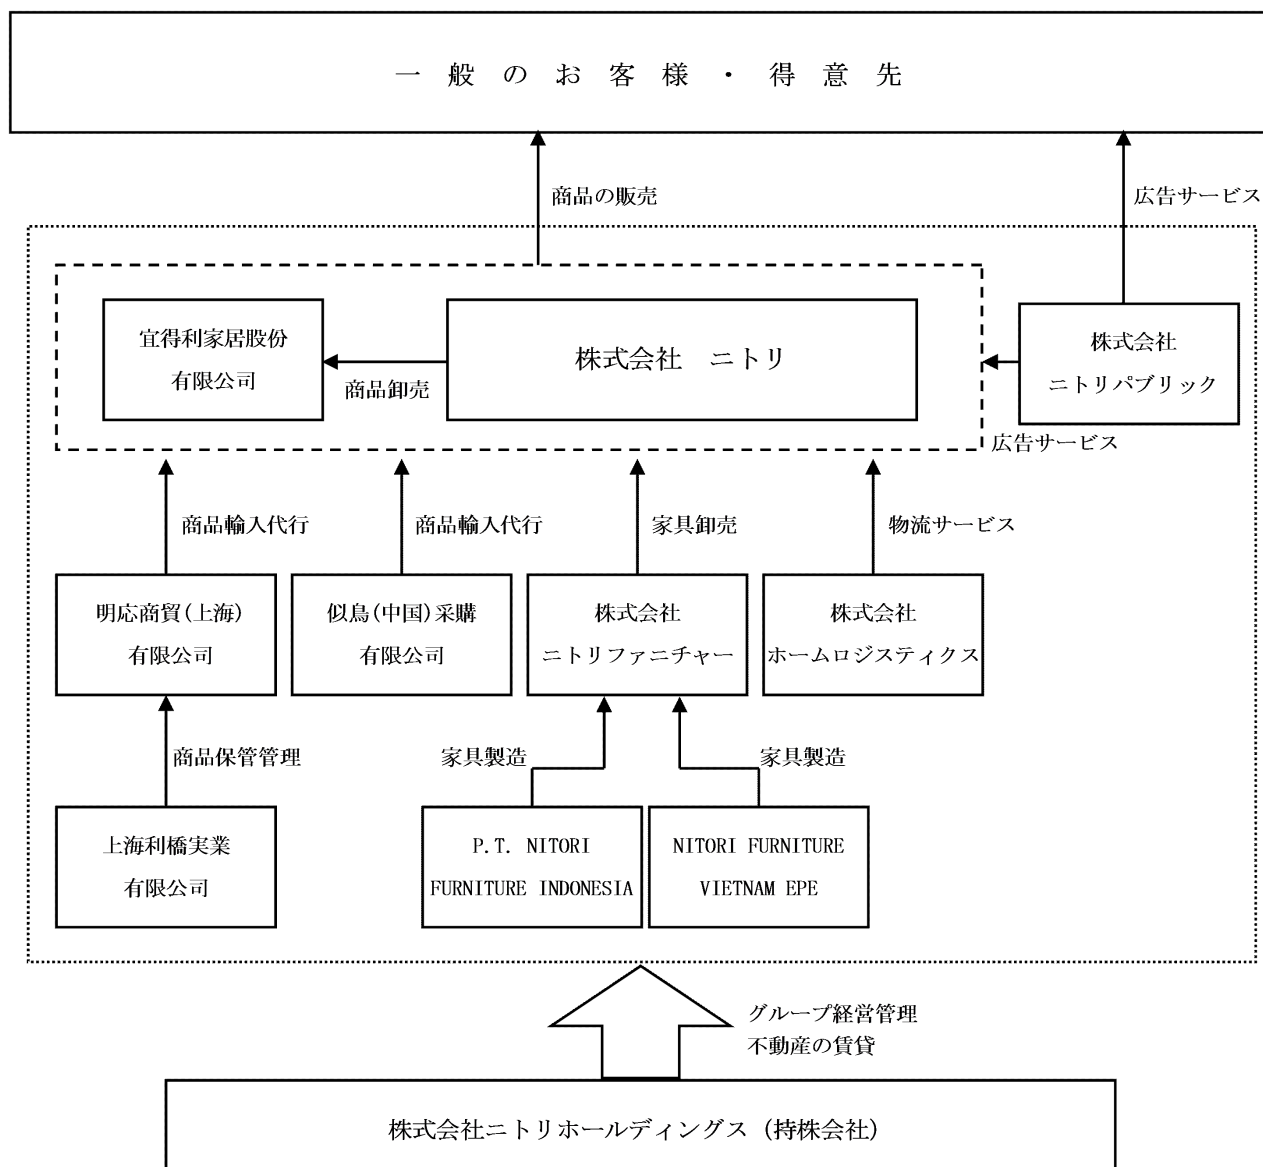 一般のお客様・得意先
商品の販売
広告サービス
宜得利家居股份
有限公司
商品卸売
株式会社 ニトリ
株式会社
ニトリパブリック
広告サービス
商品輸入代行
商品輸入代行
家具卸売
物流サービス
明応商貿(上海)
有限公司
似鳥(中国)采購
有限公司
株式会社
ニトリファニチャー
株式会社
ホームロジスティクス
商品保管管理
家具製造
家具製造
上海利橋実業
有限公司
P.T. NITORI
FURNITURE INDONESIA
NITORI FURNITURE
VIETNAM EPE
グループ経営管理
不動産の賃貸
株式会社ニトリホールディングス（持株会社）